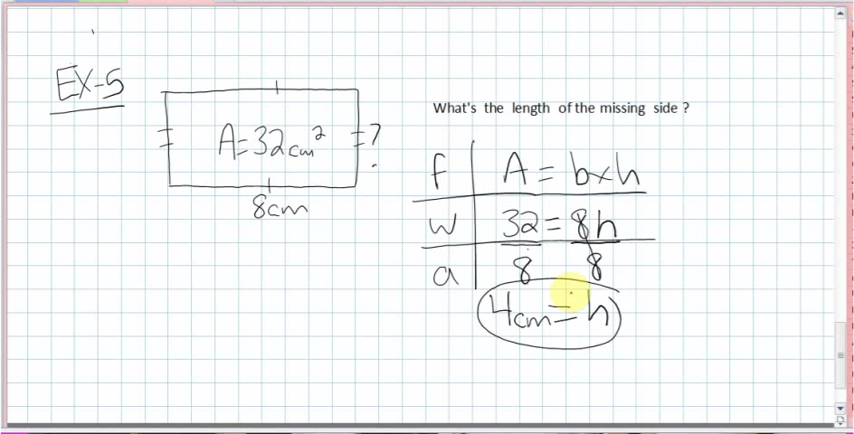 EX-5
A=32cm²
=?
8cm
What's the length of the missing side ?
f A = b×h
w 32 = 8h
a 8 8
4cm = h